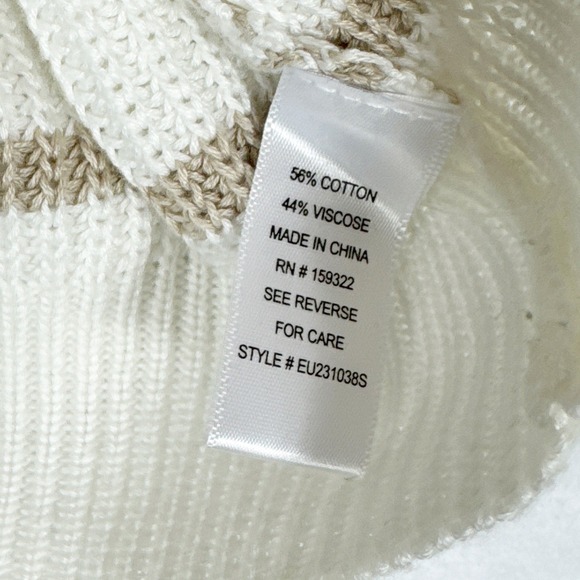 56% COTTON
44% VISCOSE
MADE IN CHINA
RN # 159322
SEE REVERSE
FOR CARE
STYLE # EU231038S